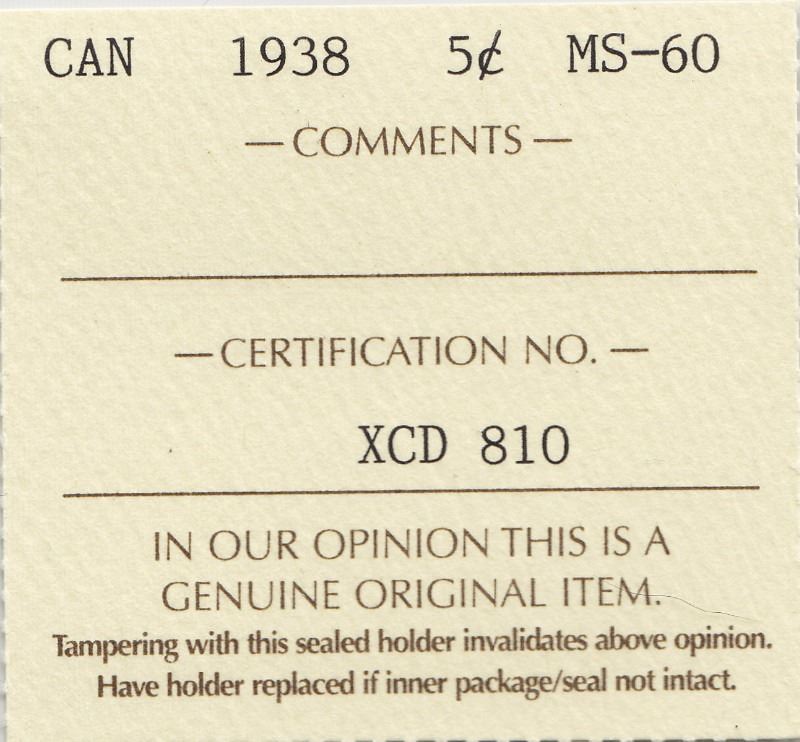 CAN 1938 5¢ MS-60
—COMMENTS—
—CERTIFICATION NO.—
XCD 810
IN OUR OPINION THIS IS A
GENUINE ORIGINAL ITEM.
Tampering with this sealed holder invalidates above opinion.
Have holder replaced if inner package/seal not intact.